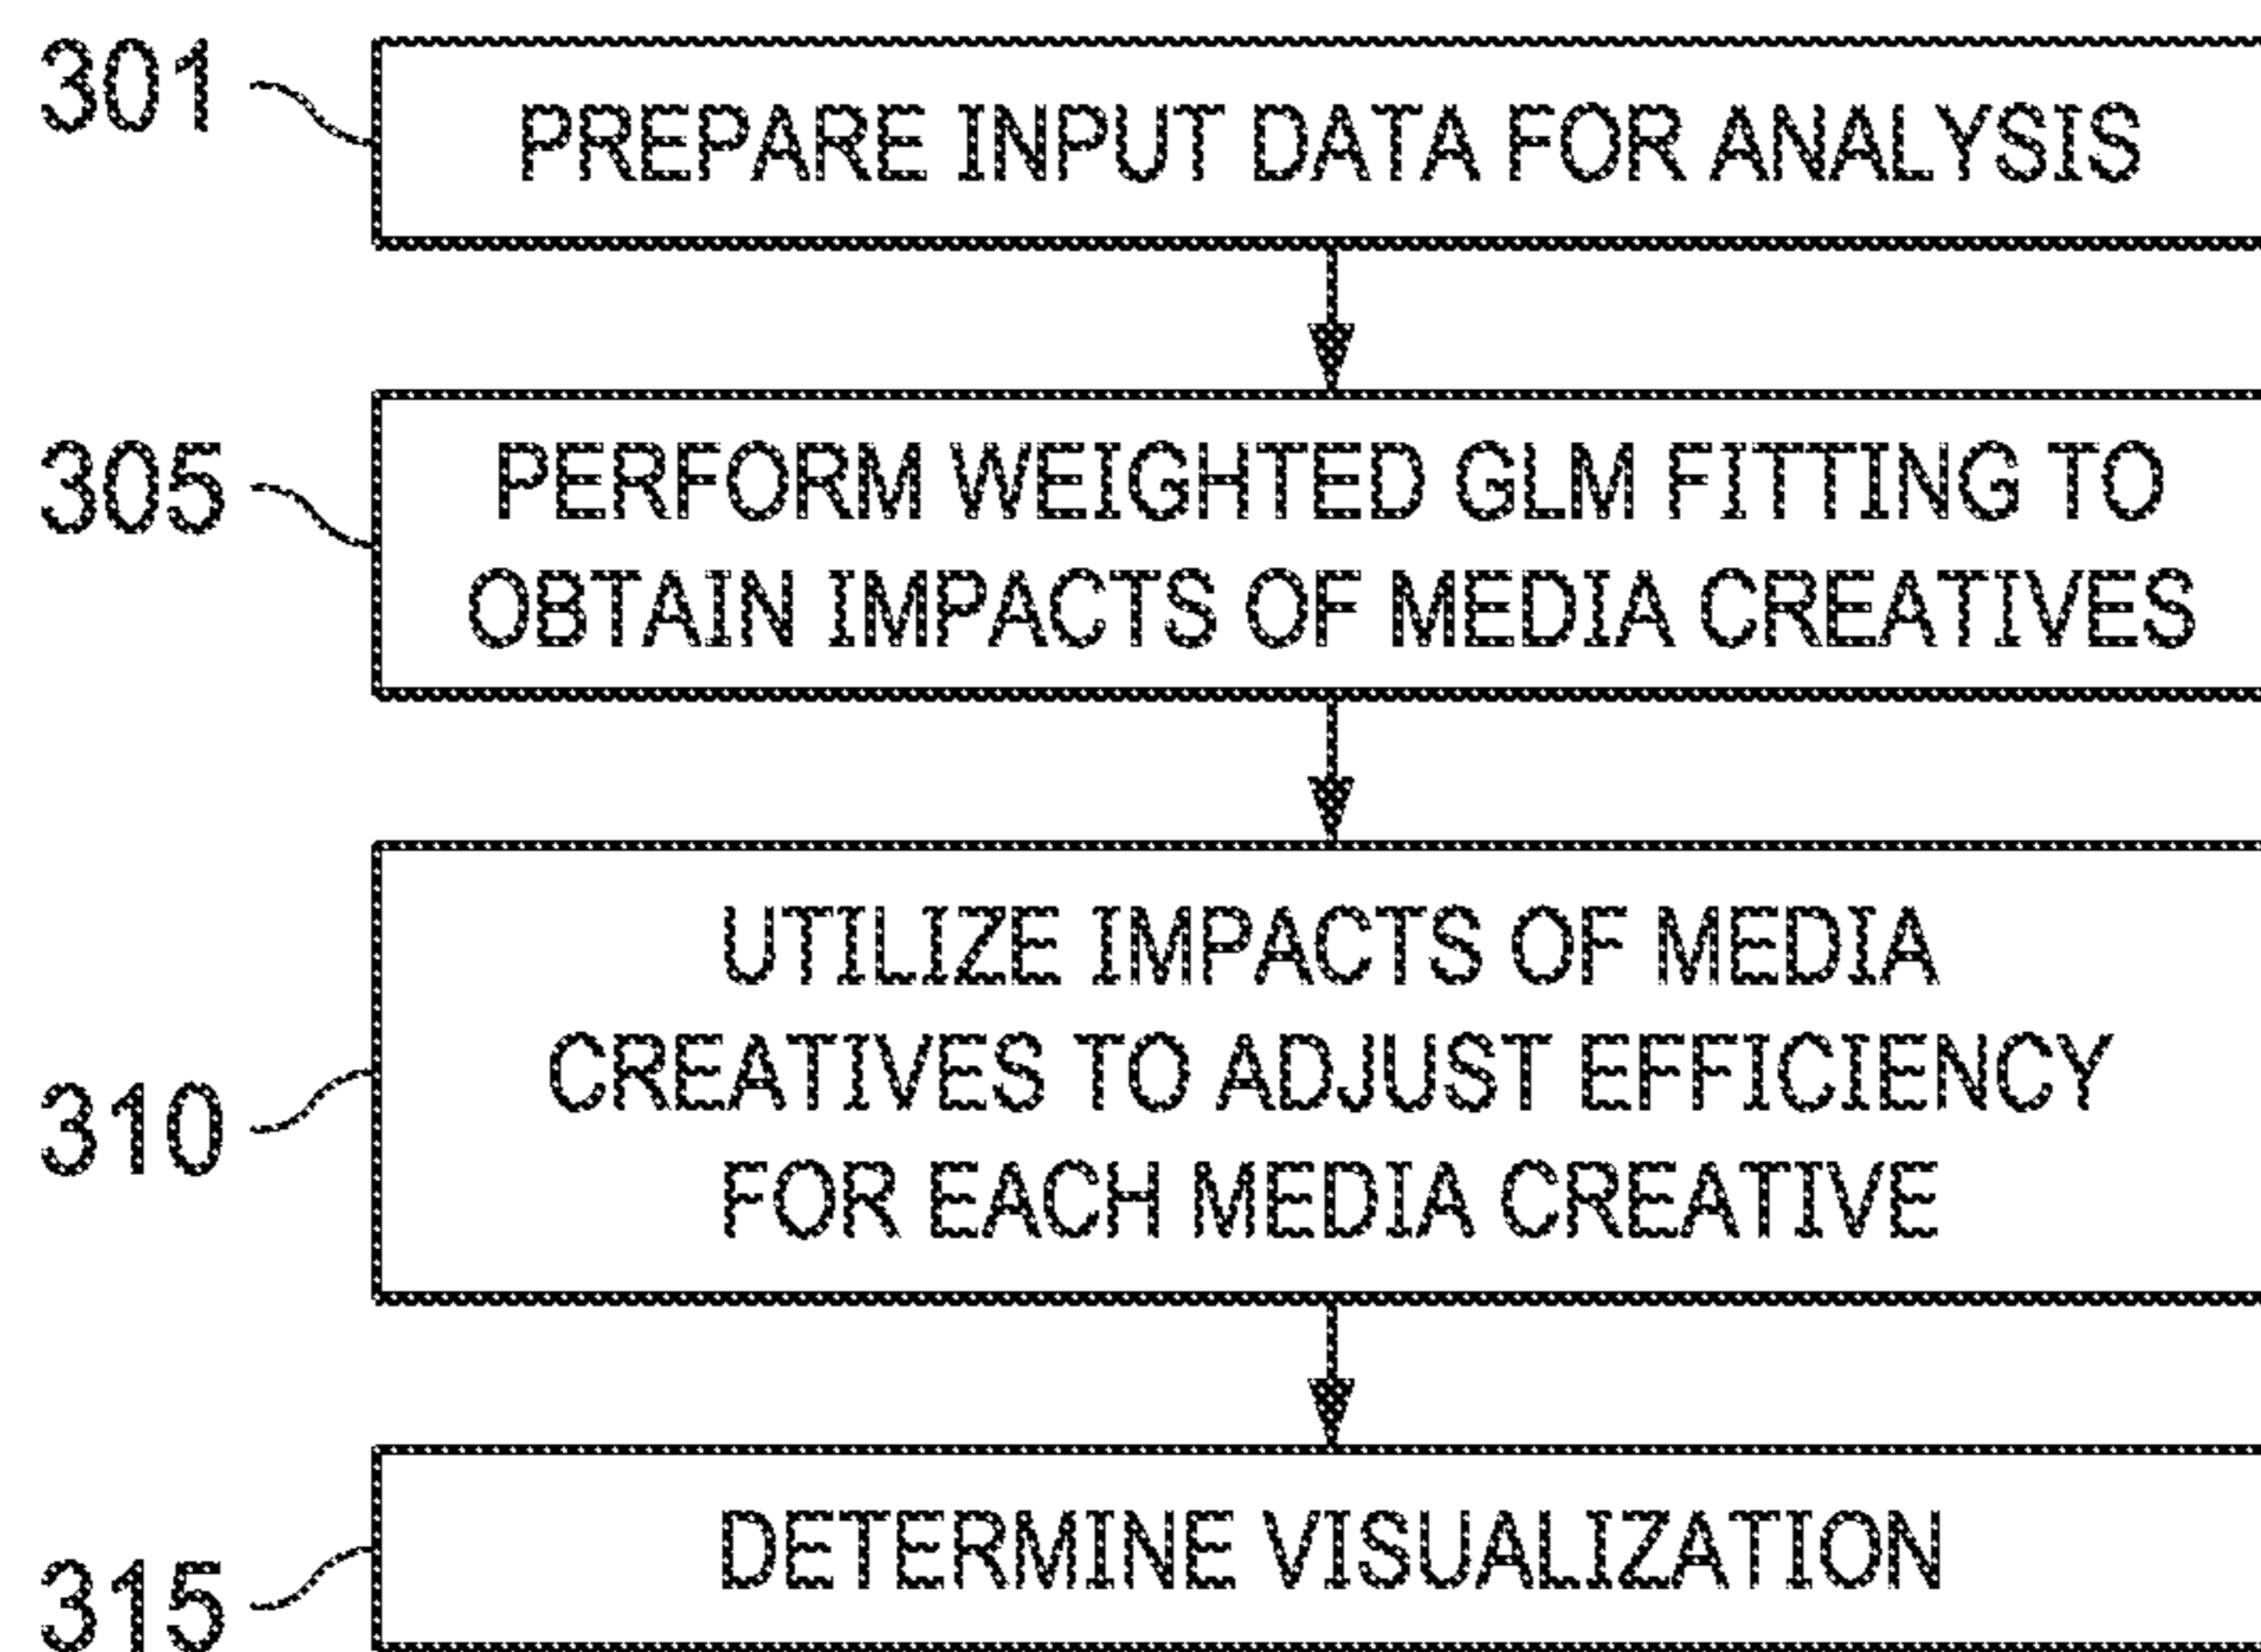 301
PREPARE INPUT DATA FOR ANALYSIS
305
PERFORM WEIGHTED GLM FITTING TO
OBTAIN IMPACTS OF MEDIA CREATIVES
310
UTILIZE IMPACTS OF MEDIA
CREATIVES TO ADJUST EFFICIENCY
FOR EACH MEDIA CREATIVE
315
DETERMINE VISUALIZATION